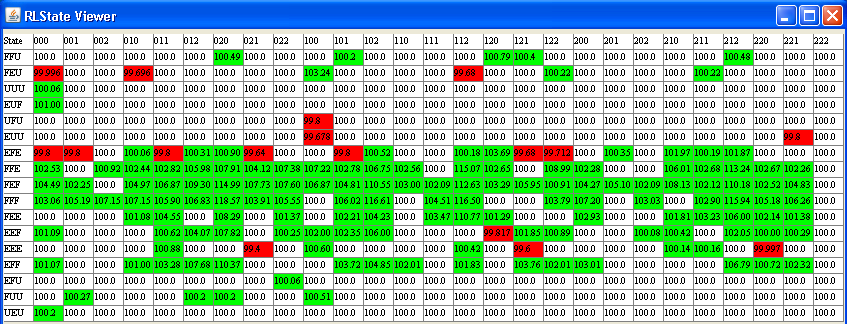 RLState Viewer
State 000 001 002 010 011 012 020 021 022 100 101 102 110 111 112 120 121 122 200 201 202 210 211 212 220 221 222
FFU 100.0 100.0 100.0 100.0 100.0 100.0 100.49 100.0 100.0 100.0 100.2 100.0 100.0 100.0 100.0 100.79 100.4 100.0 100.0 100.0 100.0 100.0 100.0 100.48 100.0 100.0 100.0
FEU 99.996 100.0 100.0 99.696 100.0 100.0 100.0 100.0 100.0 103.24 100.0 100.0 100.0 100.0 99.68 100.0 100.0 100.22 100.0 100.0 100.0 100.0 100.22 100.0 100.0 100.0 100.0
UUU 100.06 100.0 100.0 100.0 100.0 100.0 100.0 100.0 100.0 100.0 100.0 100.0 100.0 100.0 100.0 100.0 100.0 100.0 100.0 100.0 100.0 100.0 100.0 100.0 100.0 100.0 100.0
EUF 101.00 100.0 100.0 100.0 100.0 100.0 100.0 100.0 100.0 100.0 100.0 100.0 100.0 100.0 100.0 100.0 100.0 100.0 100.0 100.0 100.0 100.0 100.0 100.0 100.0 100.0 100.0
UFU 100.0 100.0 100.0 100.0 100.0 100.0 100.0 100.0 100.0 99.8 100.0 100.0 100.0 100.0 100.0 100.0 100.0 100.0 100.0 100.0 100.0 100.0 100.0 100.0 100.0 100.0 100.0
EUU 100.0 100.0 100.0 100.0 100.0 100.0 100.0 100.0 100.0 99.678 100.0 100.0 100.0 100.0 100.0 100.0 100.0 100.0 100.0 100.0 100.0 100.0 100.0 100.0 100.0 99.8 100.0
EFE 99.8 99.8 100.0 100.06 99.8 100.31 100.90 99.64 100.0 100.0 99.8 100.52 100.0 100.0 100.18 103.69 99.68 99.712 100.0 100.35 100.0 101.97 100.19 101.87 100.0 100.0 100.0
FFE 102.53 100.0 100.92 102.44 102.82 105.98 107.91 104.12 107.38 107.22 102.78 106.75 102.56 100.0 115.07 102.65 100.0 108.99 102.28 100.0 100.0 106.01 102.68 113.24 102.67 102.26 100.0
FEF 104.49 102.25 100.0 104.97 106.87 109.30 114.99 107.73 107.60 106.87 104.81 110.55 103.00 102.09 112.63 103.29 105.95 100.91 104.27 105.10 102.09 108.13 102.12 110.18 102.52 104.83 100.0
FFF 103.06 105.19 107.15 107.15 105.90 106.83 118.57 103.91 105.55 100.0 106.02 116.61 100.0 104.51 116.50 100.0 100.0 103.79 107.20 100.0 103.03 100.0 102.90 115.94 105.18 106.26 100.0
FEE 100.0 100.0 100.0 101.08 104.55 100.0 108.29 100.0 101.37 100.0 102.21 104.23 100.0 103.47 110.77 101.29 100.0 100.0 102.93 100.0 100.0 101.81 103.23 106.00 102.14 101.38 100.0
EEF 101.09 100.0 100.0 100.0 100.62 104.07 107.82 100.0 100.25 102.00 102.35 106.00 100.0 100.0 100.0 99.817 101.85 100.89 100.0 100.0 100.08 100.42 100.0 102.05 100.00 100.29 100.0
EEE 100.0 100.0 100.0 100.0 100.88 100.0 100.0 99.4 100.0 100.60 100.0 100.0 100.0 100.0 100.42 100.0 99.6 100.0 100.0 100.0 100.0 100.14 100.16 100.0 99.997 100.0 100.0
EFF 101.07 100.0 100.0 101.00 103.28 107.68 110.37 100.0 100.0 100.0 103.72 104.85 102.01 100.0 101.83 100.0 103.76 102.01 103.01 100.0 100.0 100.0 100.0 106.79 100.72 102.32 100.0
EFU 100.0 100.0 100.0 100.0 100.0 100.0 100.0 100.0 100.06 100.0 100.0 100.0 100.0 100.0 100.0 100.0 100.0 100.0 100.0 100.0 100.0 100.0 100.0 100.0 100.0 100.0 100.0
FUU 100.0 100.27 100.0 100.0 100.0 100.2 100.2 100.0 100.0 100.51 100.0 100.0 100.0 100.0 100.0 100.0 100.0 100.0 100.0 100.0 100.0 100.0 100.0 100.0 100.0 100.0 100.0
UEU 100.2 100.0 100.0 100.0 100.0 100.0 100.0 100.0 100.0 100.0 100.0 100.0 100.0 100.0 100.0 100.0 100.0 100.0 100.0 100.0 100.0 100.0 100.0 100.0 100.0 100.0 100.0